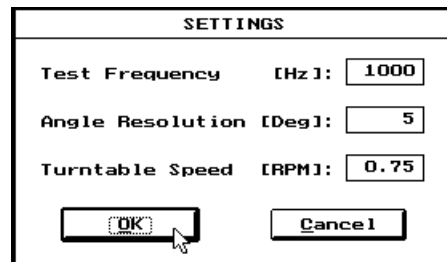 SETTINGS
Test Frequency [Hz]: 1000
Angle Resolution [Deg]: 5
Turntable Speed [RPM]: 0.75
OK Cancel